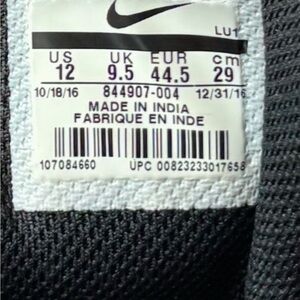 LU1
US UK EUR cm
12 9.5 44.5 29
10/18/16 844907-004 12/31/16
MADE IN INDIA
FABRIQUE EN INDE
107084660 UPC 00823233017658